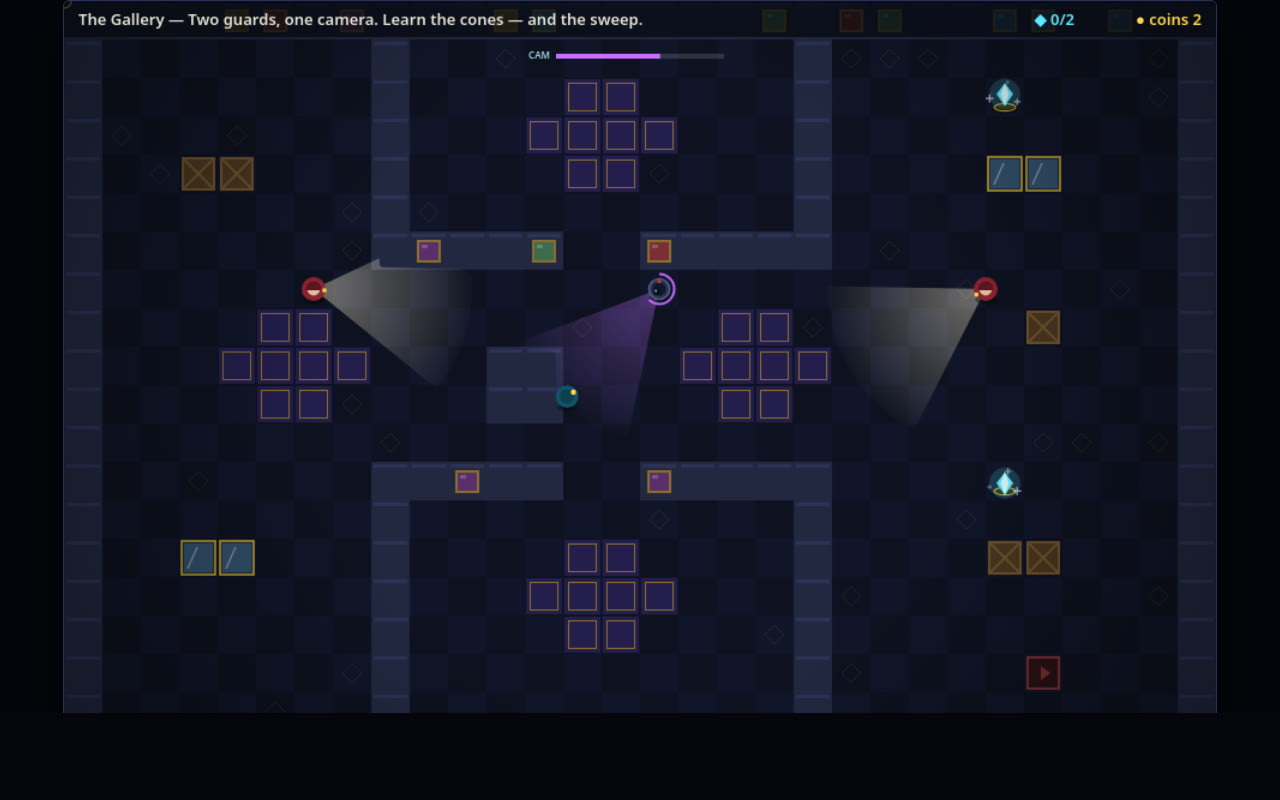 The Gallery — Two guards, one camera. Learn the cones — and the sweep.
◆ 0/2
● coins 2
CAM